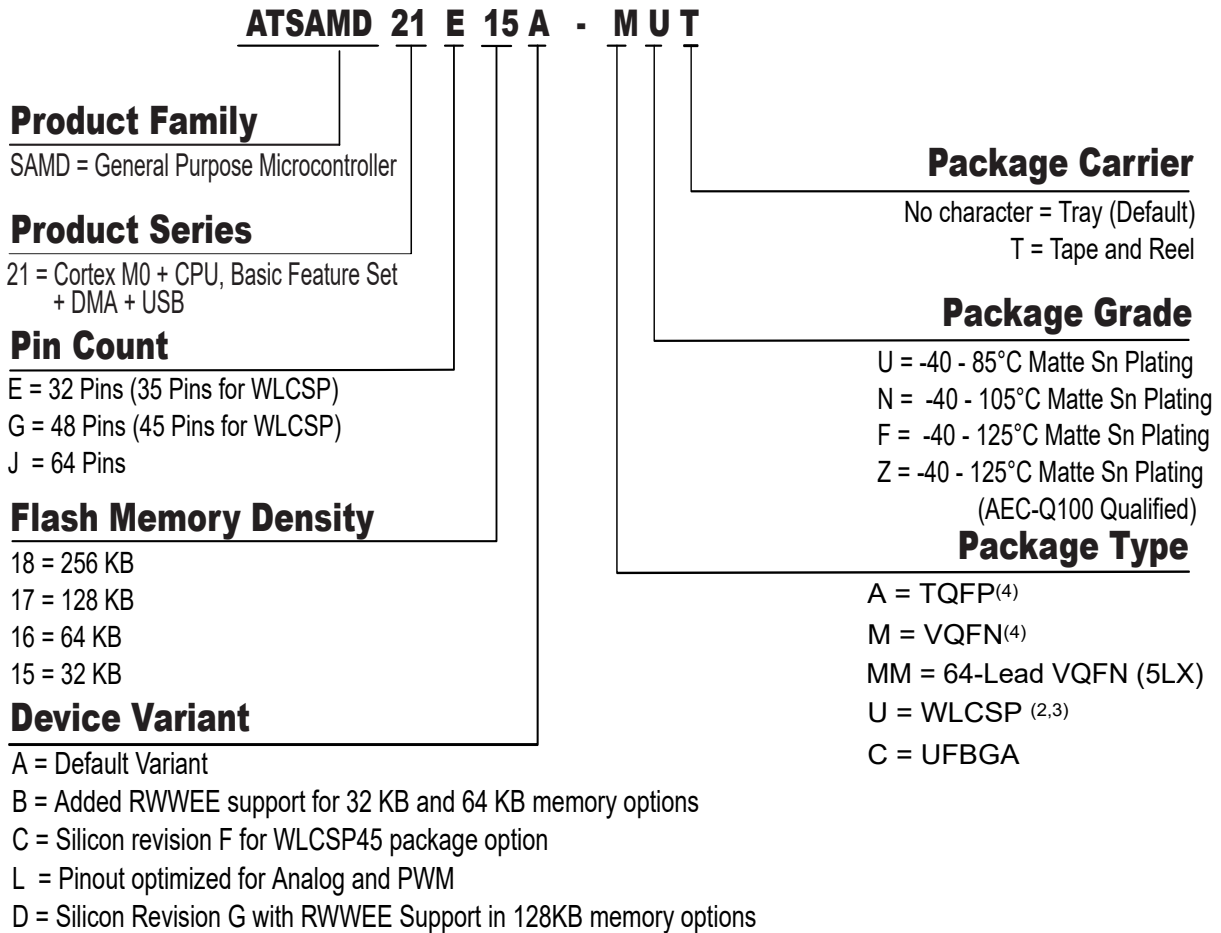 ATSAMD 21 E 15 A - M U T
Product Family
SAMD = General Purpose Microcontroller
Product Series
21 = Cortex M0 + CPU, Basic Feature Set
+ DMA + USB
Pin Count
E = 32 Pins (35 Pins for WLCSP)
G = 48 Pins (45 Pins for WLCSP)
J = 64 Pins
Flash Memory Density
18 = 256 KB
17 = 128 KB
16 = 64 KB
15 = 32 KB
Device Variant
A = Default Variant
B = Added RWWEE support for 32 KB and 64 KB memory options
C = Silicon revision F for WLCSP45 package option
L = Pinout optimized for Analog and PWM
D = Silicon Revision G with RWWEE Support in 128KB memory options
Package Carrier
No character = Tray (Default)
T = Tape and Reel
Package Grade
U = -40 - 85°C Matte Sn Plating
N = -40 - 105°C Matte Sn Plating
F = -40 - 125°C Matte Sn Plating
Z = -40 - 125°C Matte Sn Plating
(AEC-Q100 Qualified)
Package Type
A = TQFP(4)
M = VQFN(4)
MM = 64-Lead VQFN (5LX)
U = WLCSP (2,3)
C = UFBGA